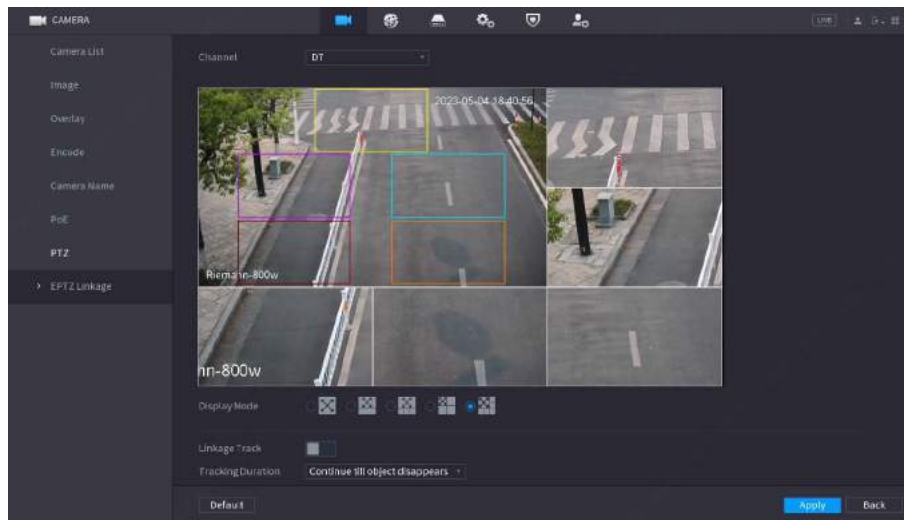 CAMERA
LIVE
Camera List
Image
Overlay
Encode
Camera Name
PoE
PTZ
EPTZ Linkage
Channel
DT
2023-05-04 18:40:56
Riemann-800w
nn-800w
Display Mode
Linkage Track
Tracking Duration
Continue till object disappears
Default
Apply
Back